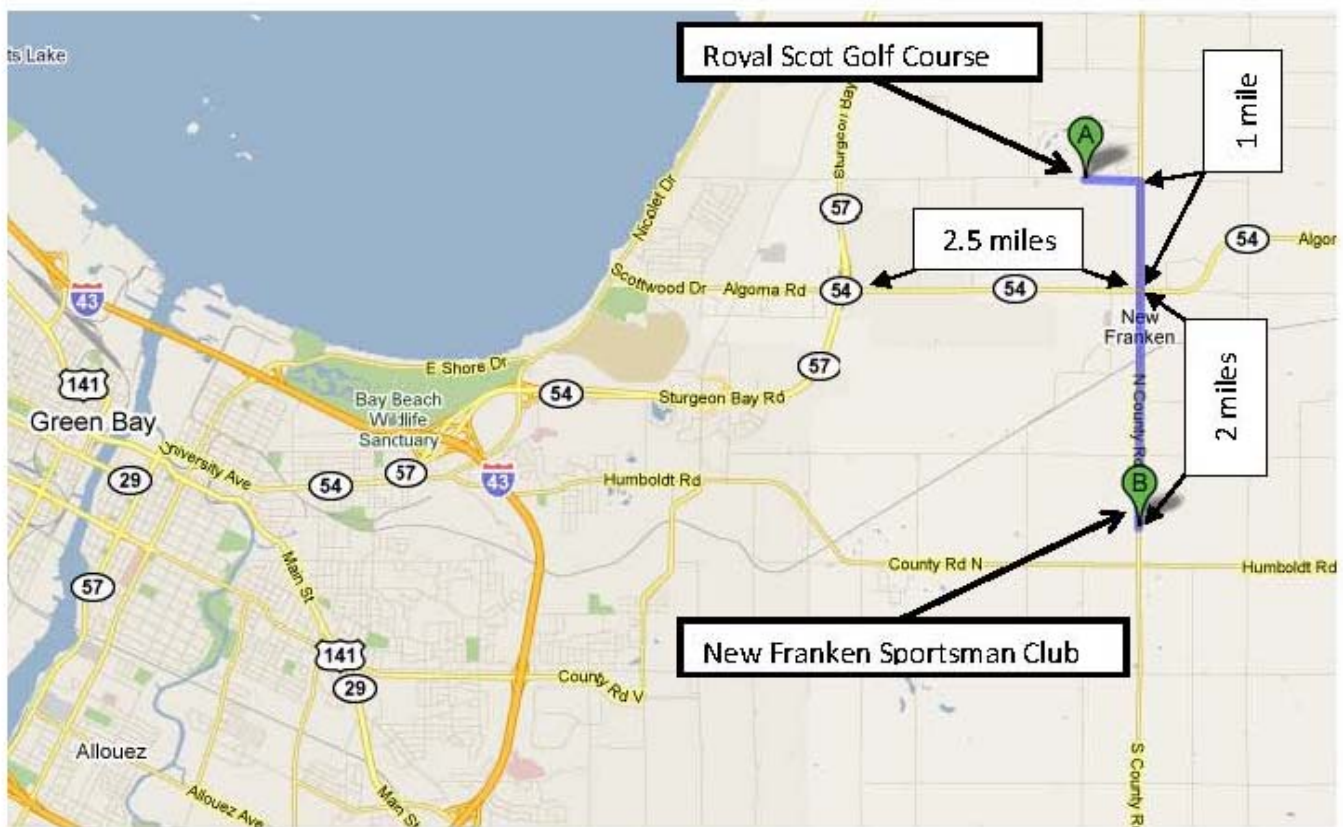 ts Lake
Royal Scot Golf Course
1 mile
A
Sturgeon Bay
57
Nicolet Dr
2.5 miles
54
Algor
Scottwood Dr
Algoma Rd
54
54
43
New
Franken
E Shore Dr
57
141
54
Sturgeon Bay Rd
N County Rd
2 miles
Bay Beach
Wildlife
Sanctuary
Green Bay
University Ave
29
54
57
43
Humboldt Rd
B
57
Main St
County Rd N
Humboldt Rd
141
29
New Franken Sportsman Club
County Rd V
Allouez
S County R
Allouez Ave
Main St